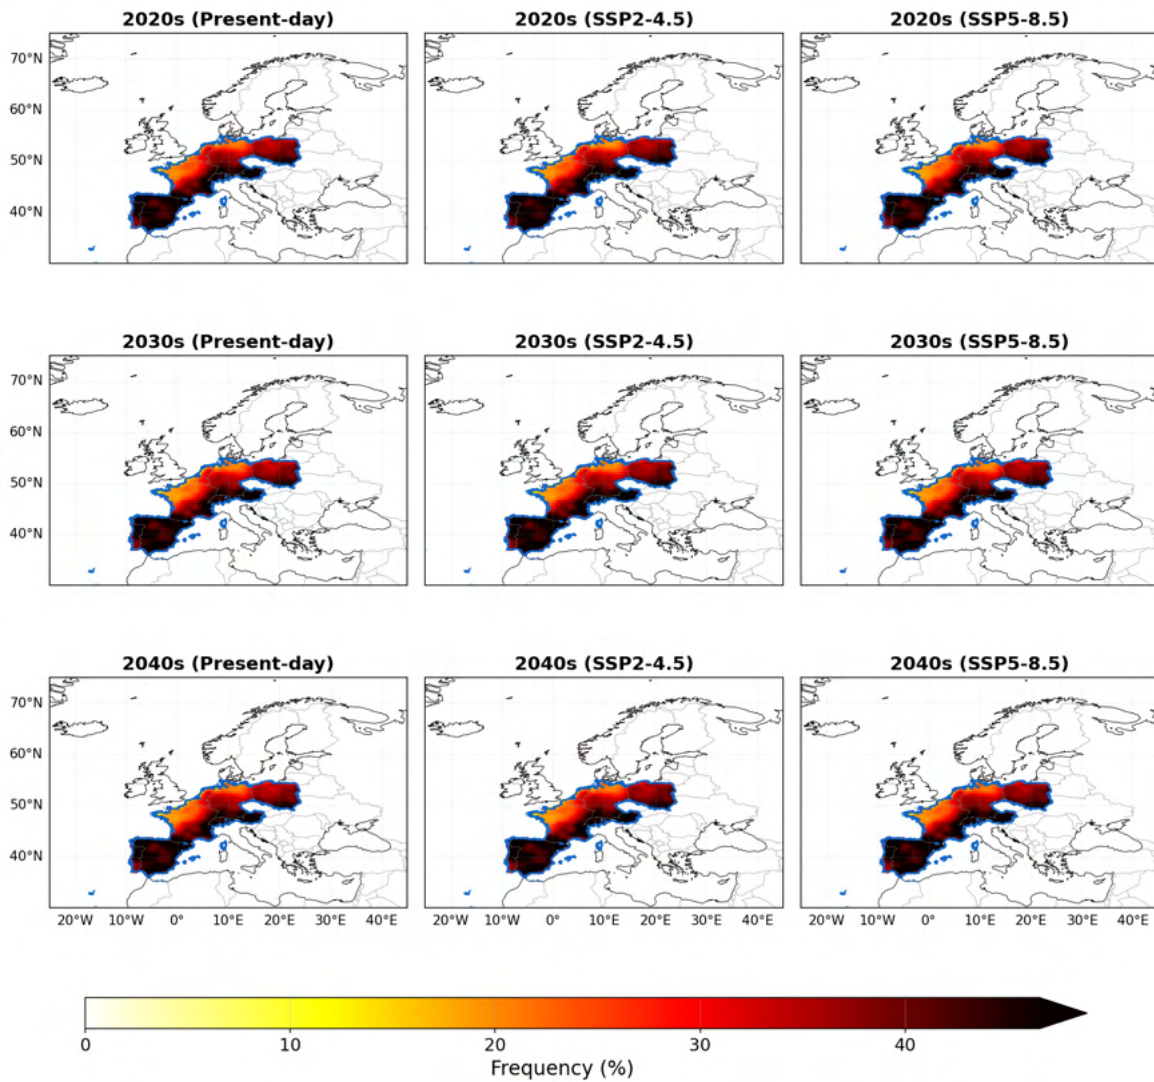 2020s (Present-day) 2020s (SSP2-4.5) 2020s (SSP5-8.5)
70°N
60°N
50°N
40°N
2030s (Present-day) 2030s (SSP2-4.5) 2030s (SSP5-8.5)
70°N
60°N
50°N
40°N
2040s (Present-day) 2040s (SSP2-4.5) 2040s (SSP5-8.5)
70°N
60°N
50°N
40°N
20°W 10°W 0° 10°E 20°E 30°E 40°E 20°W 10°W 0° 10°E 20°E 30°E 40°E 20°W 10°W 0° 10°E 20°E 30°E 40°E
0 10 20 30 40
Frequency (%)